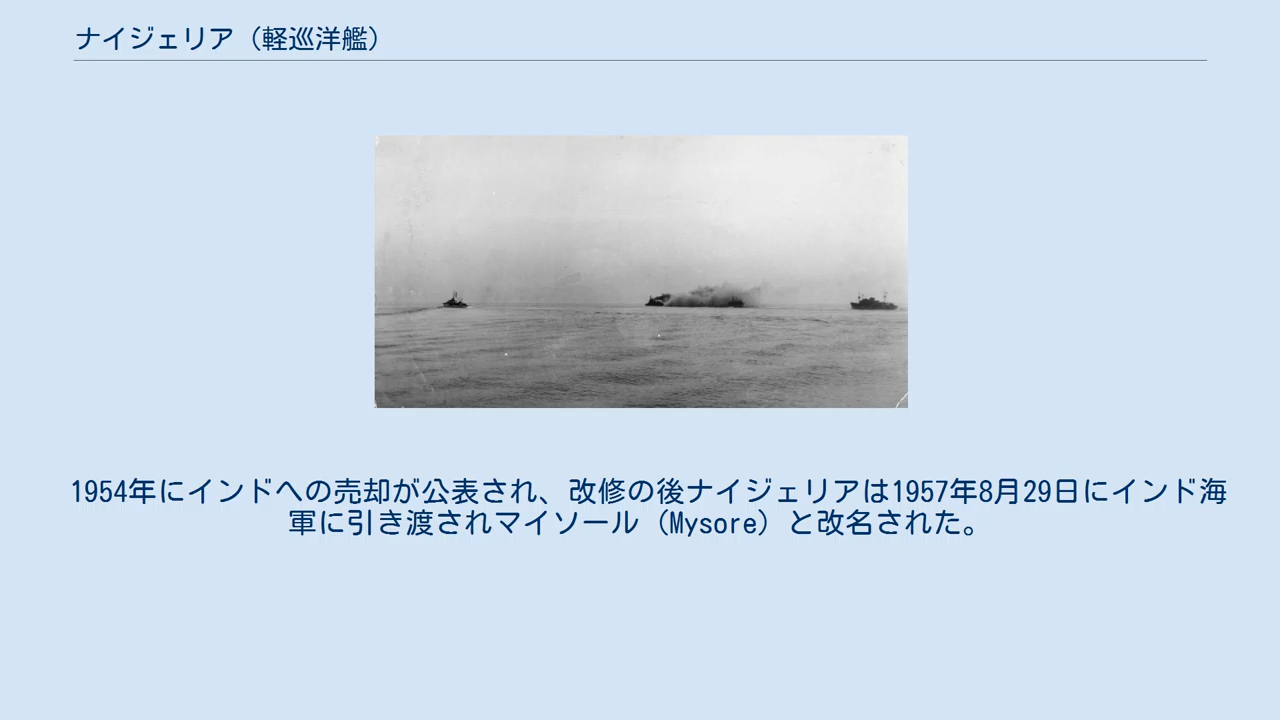 ナイジェリア（軽巡洋艦）
1954年にインドへの売却が公表され、改修の後ナイジェリアは1957年8月29日にインド海
軍に引き渡されマイソール（Mysore）と改名された。